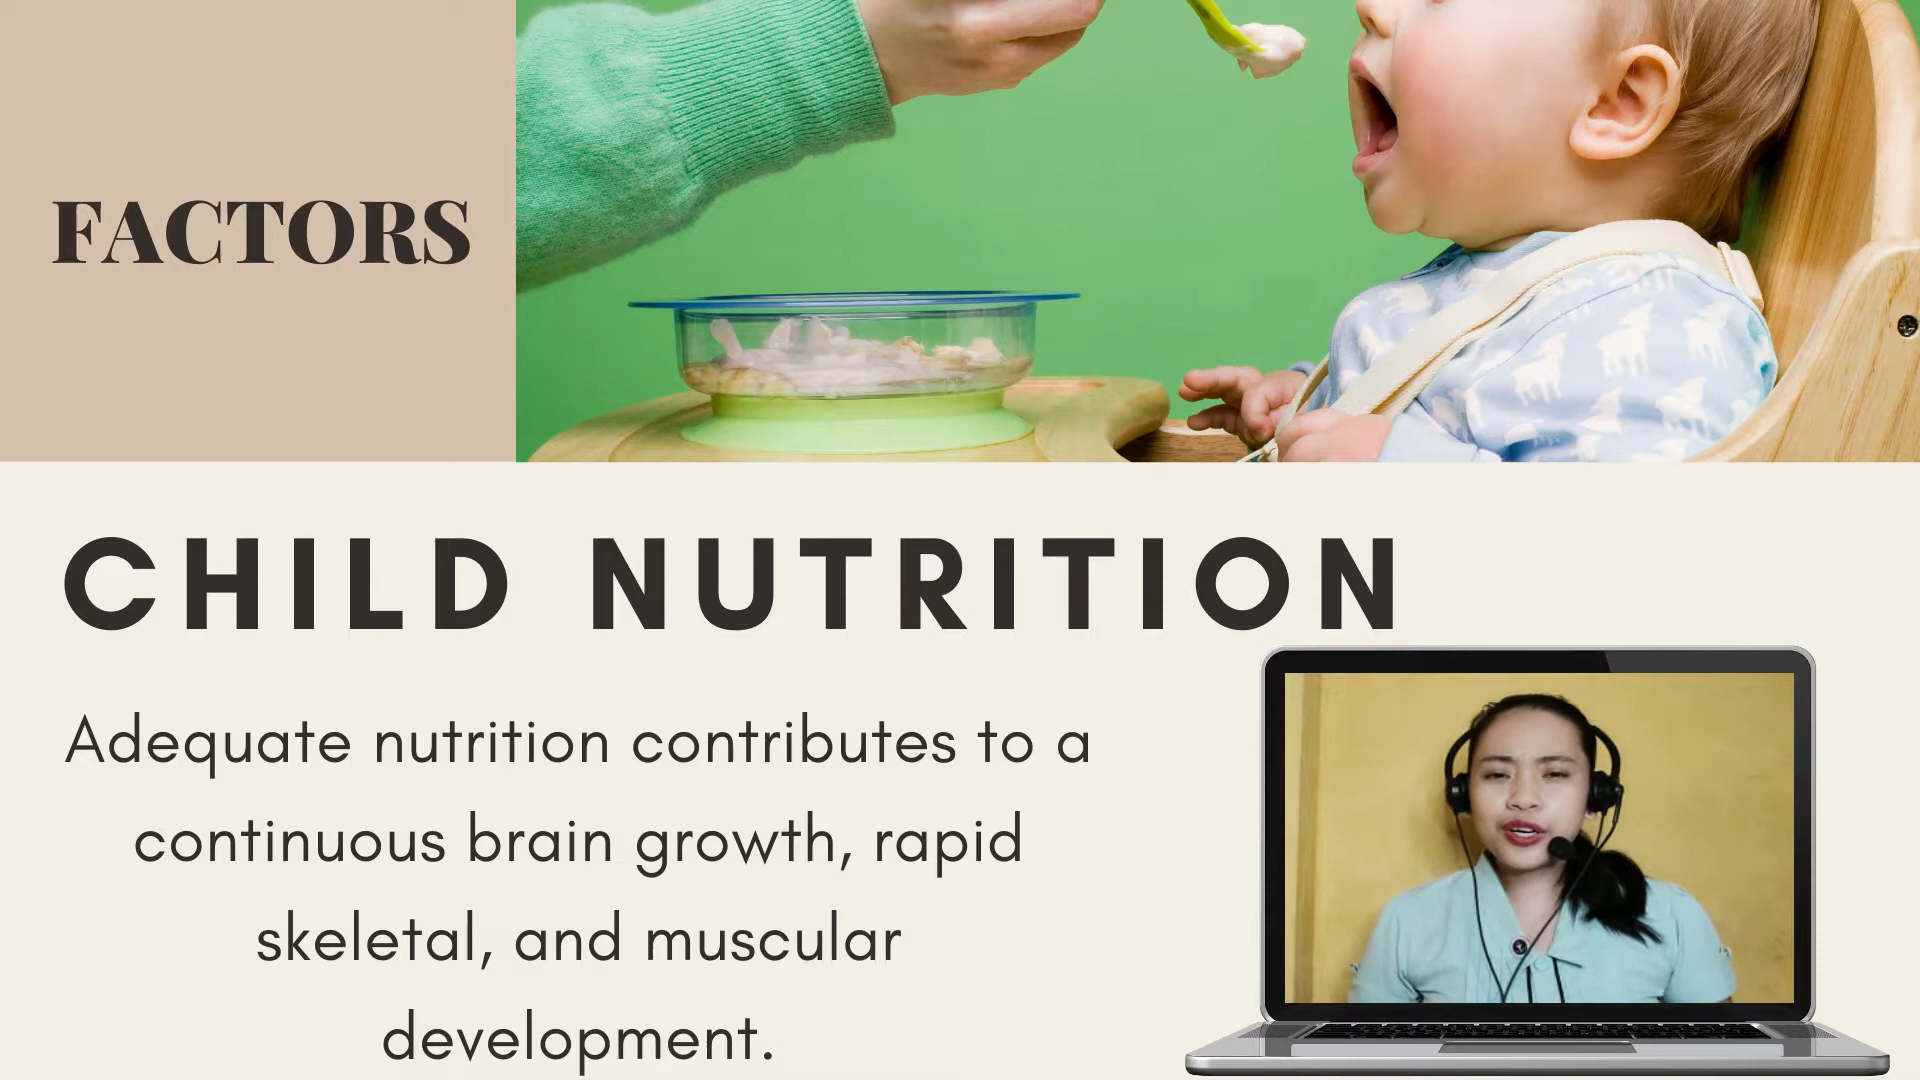 FACTORS
CHILD NUTRITION
Adequate nutrition contributes to a
continuous brain growth, rapid
skeletal, and muscular
development.